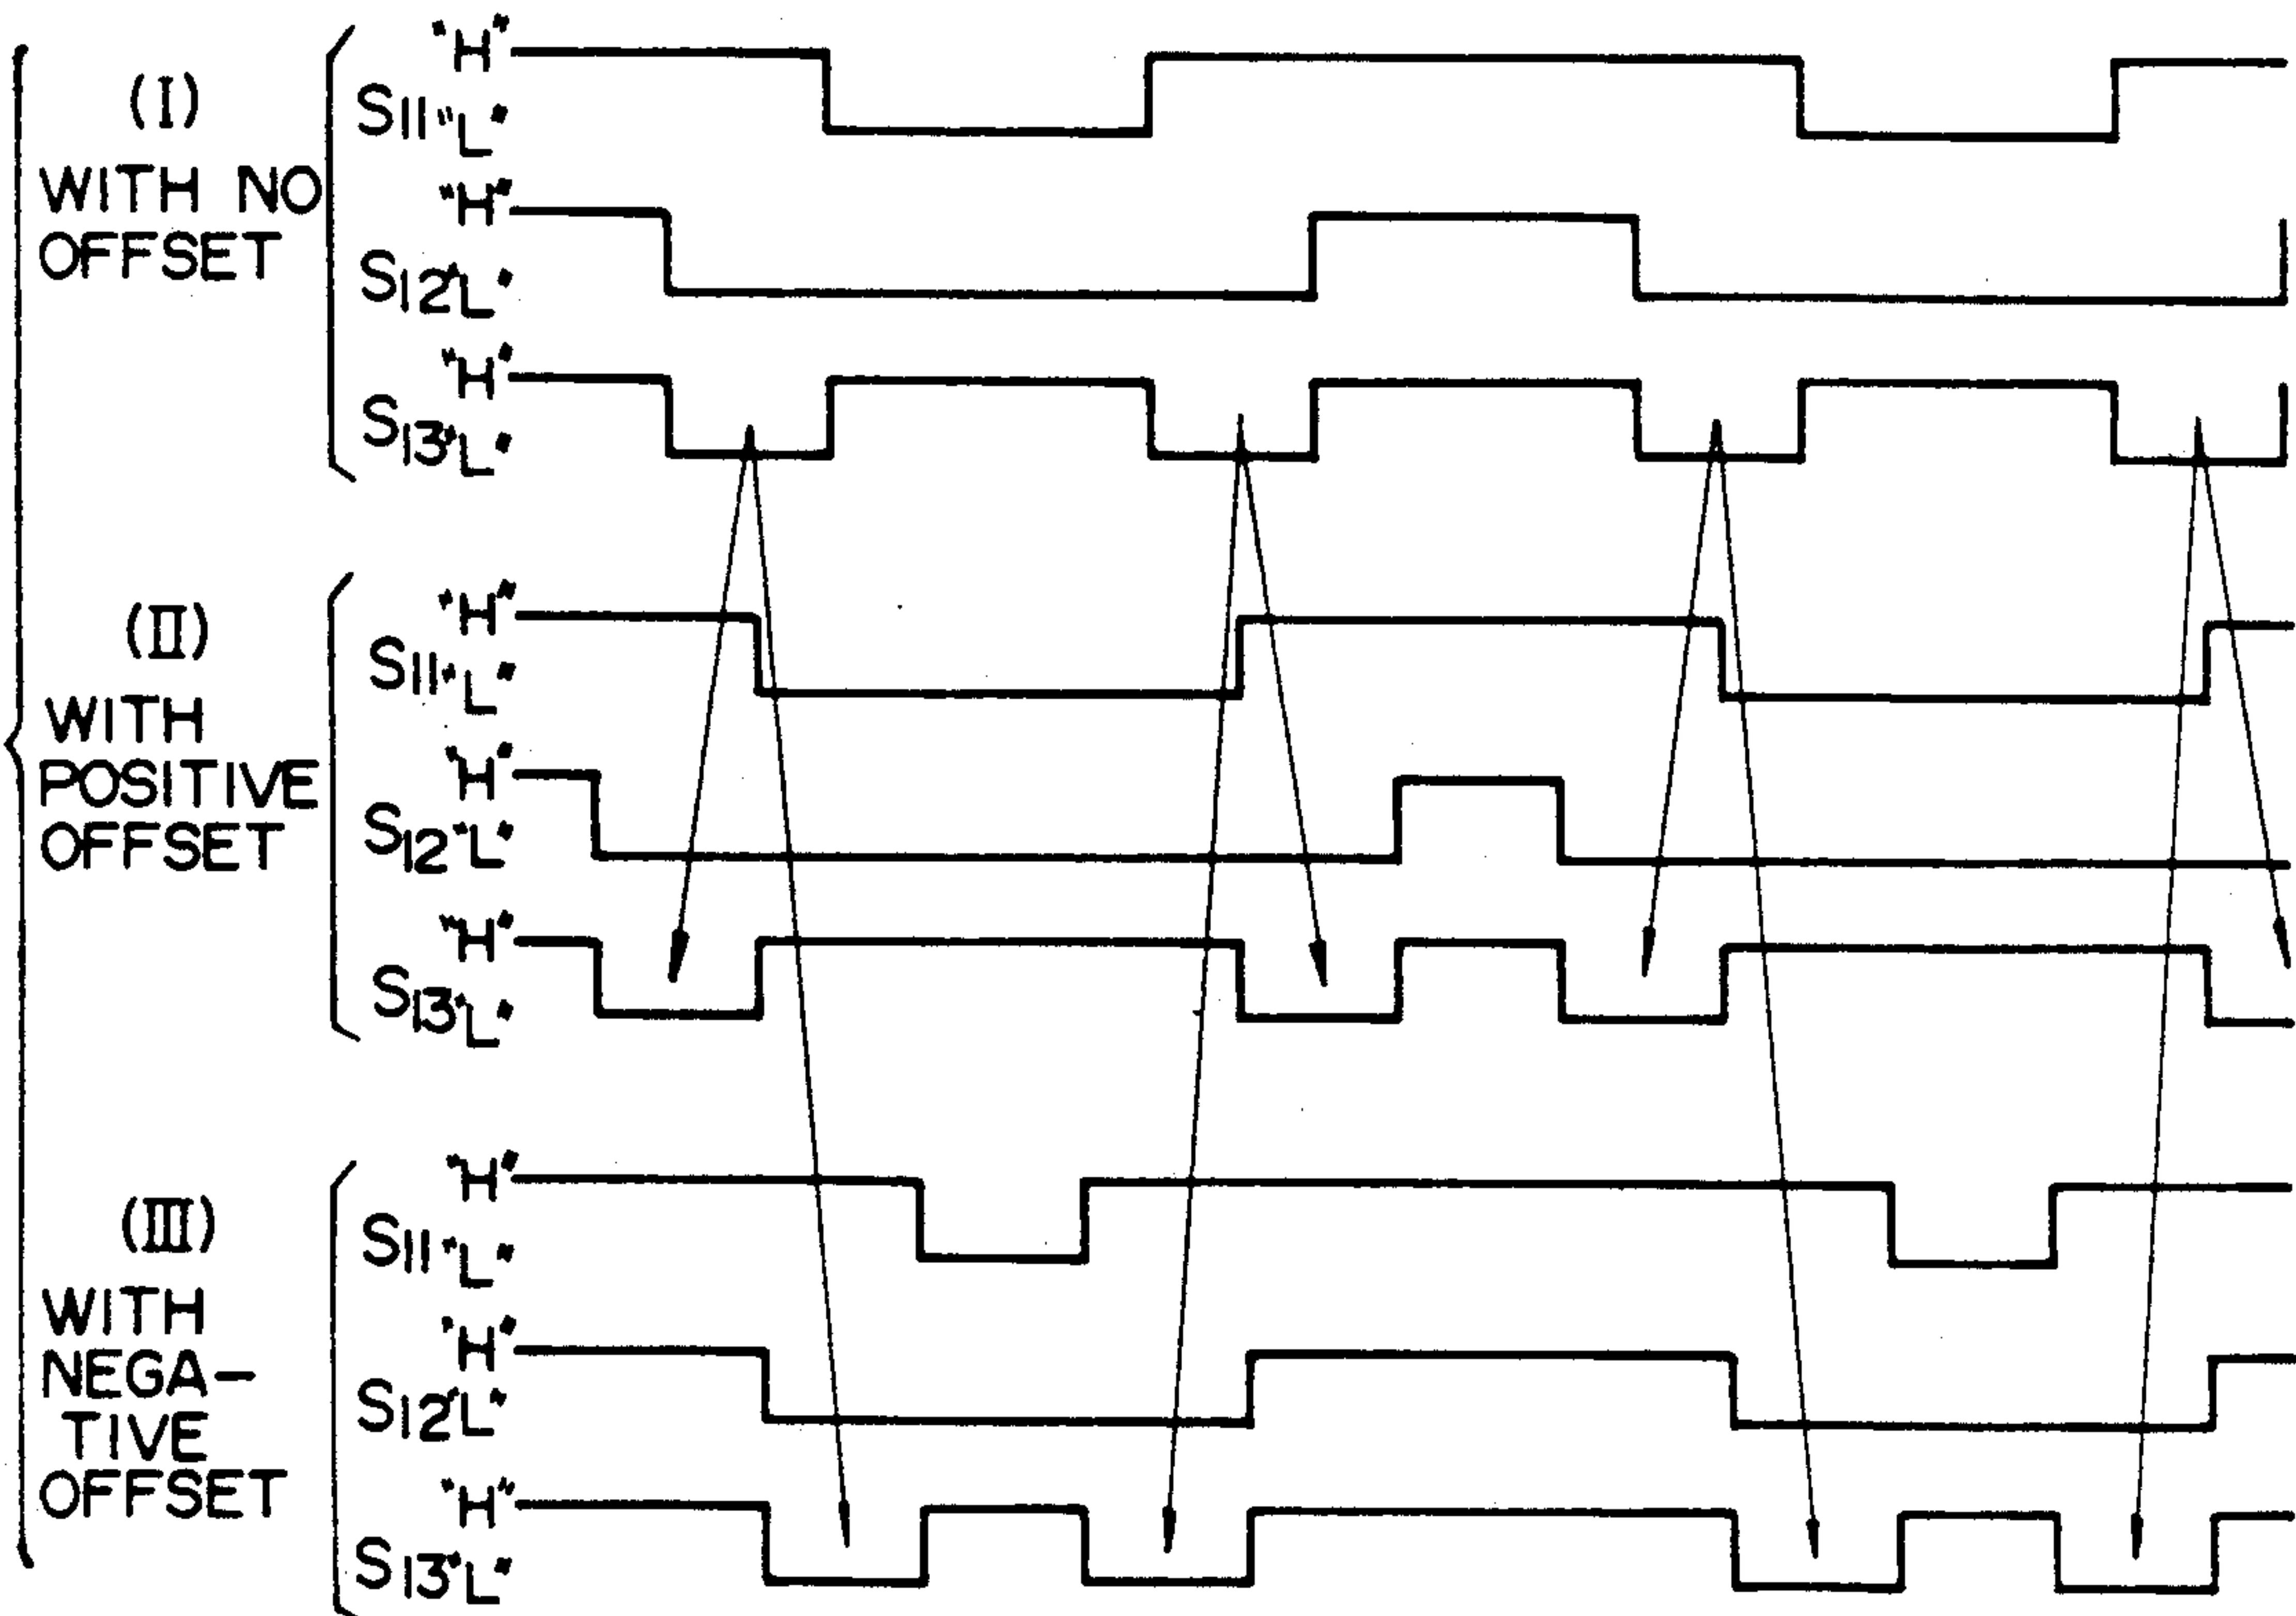 (I)
WITH NO
OFFSET
"H"
S11 "L"
"H"
S12 "L"
"H"
S13 "L"
(II)
WITH
POSITIVE
OFFSET
"H"
S11 "L"
"H"
S12 "L"
"H"
S13 "L"
(III)
WITH
NEGA-
TIVE
OFFSET
"H"
S11 "L"
"H"
S12 "L"
"H"
S13 "L"